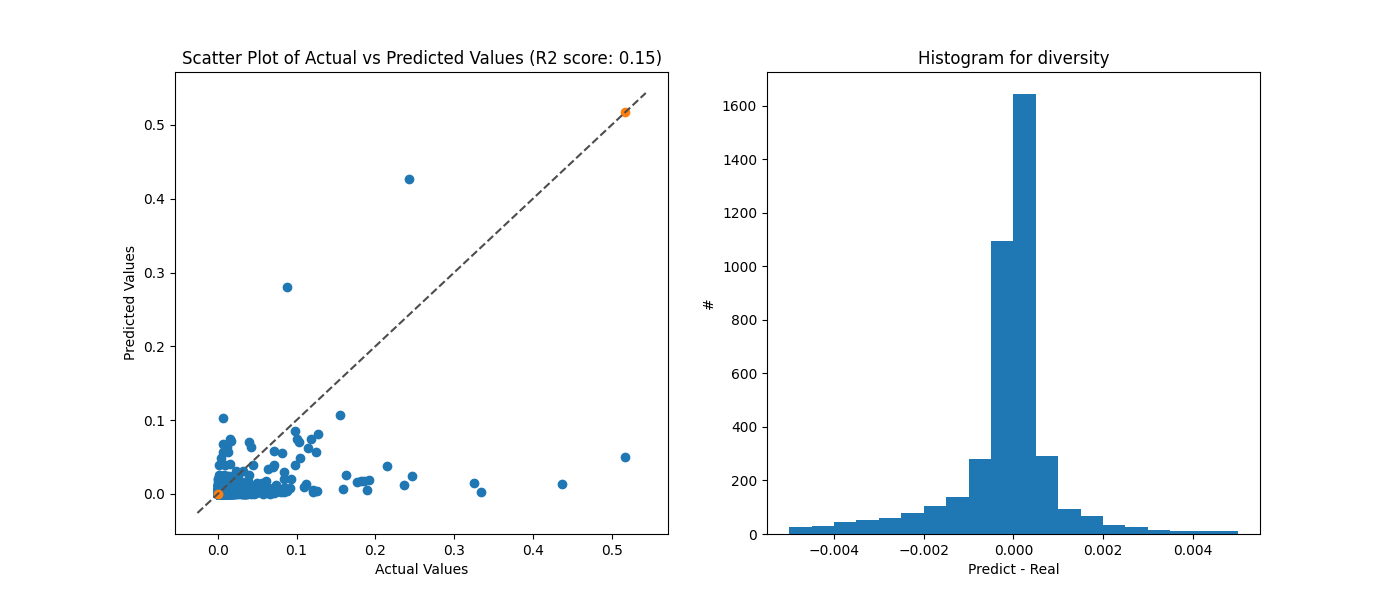 Scatter Plot of Actual vs Predicted Values (R2 score: 0.15)
Predicted Values
0.5
0.4
0.3
0.2
0.1
0.0
0.0 0.1 0.2 0.3 0.4 0.5
Actual Values
Histogram for diversity
#
1600
1400
1200
1000
800
600
400
200
0
−0.004 −0.002 0.000 0.002 0.004
Predict - Real